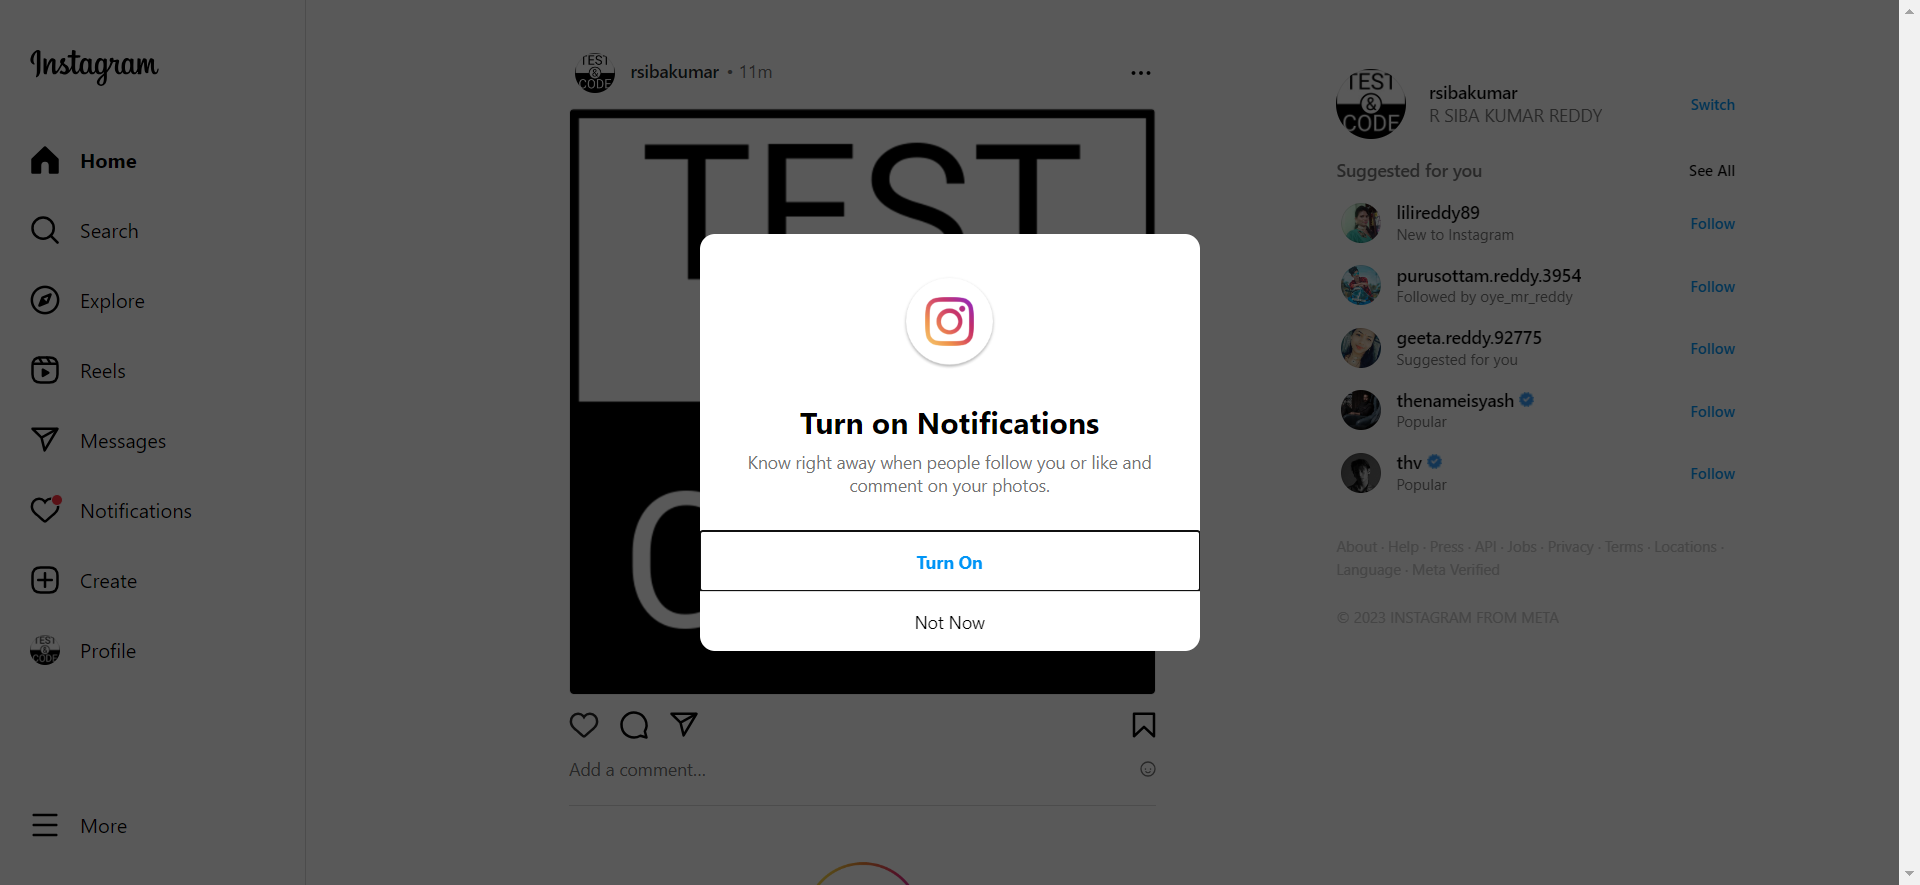 Instagram
Home
Search
Explore
Reels
Messages
Notifications
Create
TEST
&
CODE
Profile
More
TEST
&
CODE
rsibakumar • 11m
TEST
C
Add a comment...
Turn on Notifications
Know right away when people follow you or like and
comment on your photos.
Turn On
Not Now
TEST
&
CODE
rsibakumar
R SIBA KUMAR REDDY
Switch
Suggested for you
See All
lilireddy89
New to Instagram
Follow
purusottam.reddy.3954
Followed by oye_mr_reddy
Follow
geeta.reddy.92775
Suggested for you
Follow
thenameisyash
Popular
Follow
thv
Popular
Follow
About · Help · Press · API · Jobs · Privacy · Terms · Locations ·
Language · Meta Verified
© 2023 INSTAGRAM FROM META